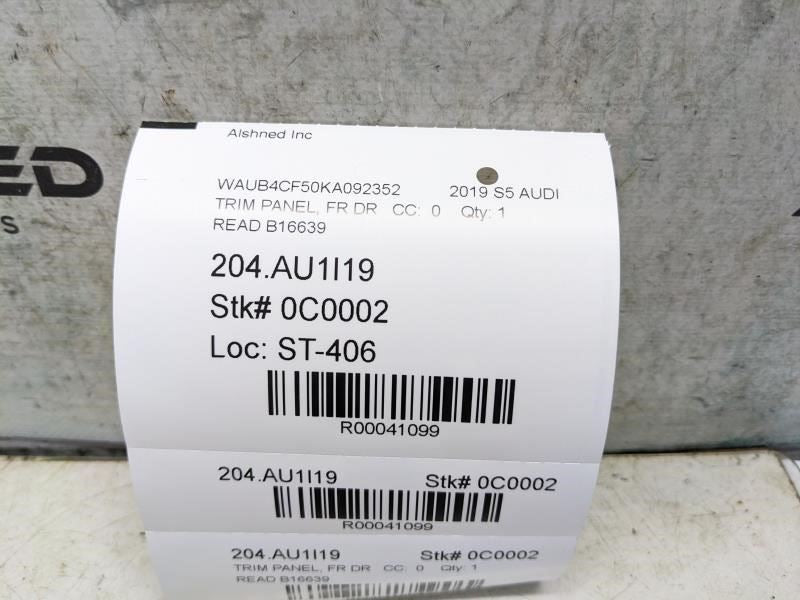 Alshned Inc
WAUB4CF50KA092352 2019 S5 AUDI
TRIM PANEL, FR DR CC: 0 Qty: 1
READ B16639
204.AU1I19
Stk# 0C0002
Loc: ST-406
R00041099
204.AU1I19 Stk# 0C0002
R00041099
204.AU1I19 Stk# 0C0002
TRIM PANEL, FR DR CC: 0 Qty: 1
READ B16639